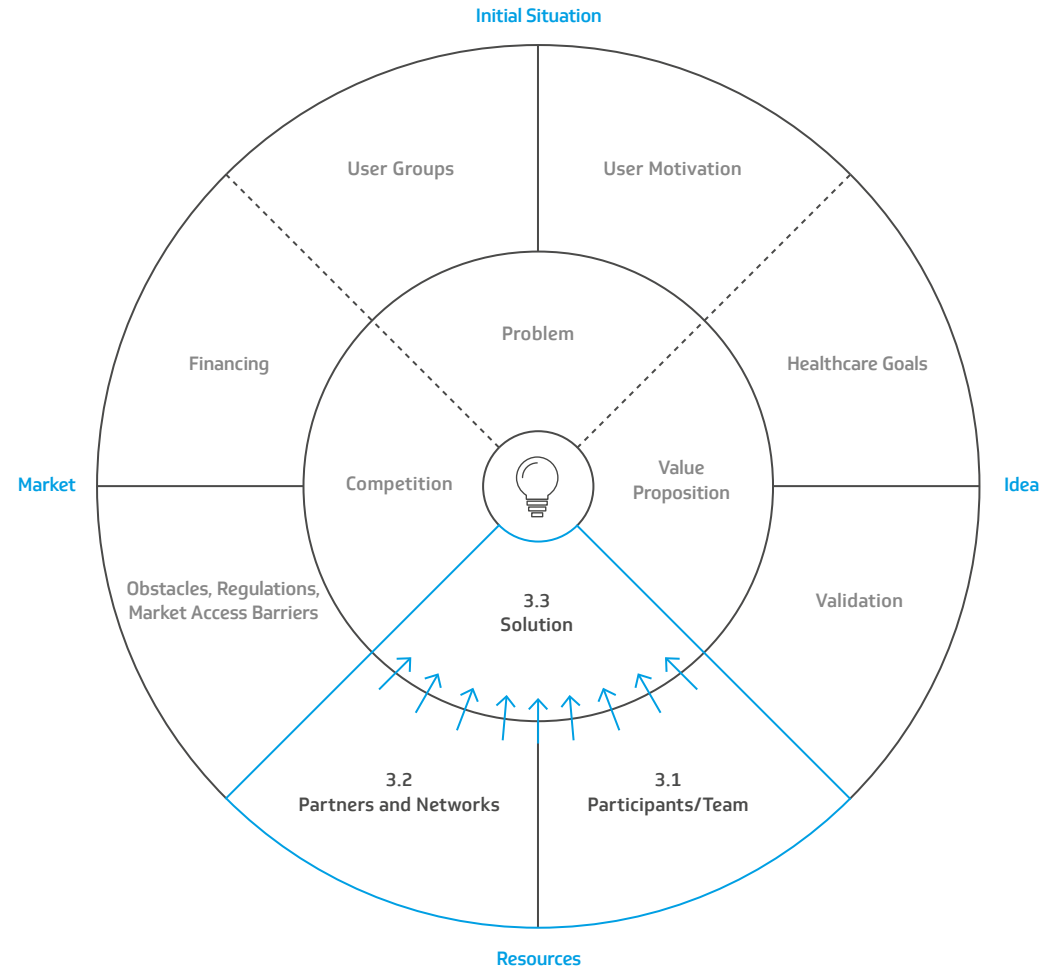 Initial Situation
User Groups
User Motivation
Problem
Financing
Healthcare Goals
Market
Competition
Value
Proposition
Idea
Obstacles, Regulations,
Market Access Barriers
3.3
Solution
Validation
3.2
Partners and Networks
3.1
Participants/Team
Resources